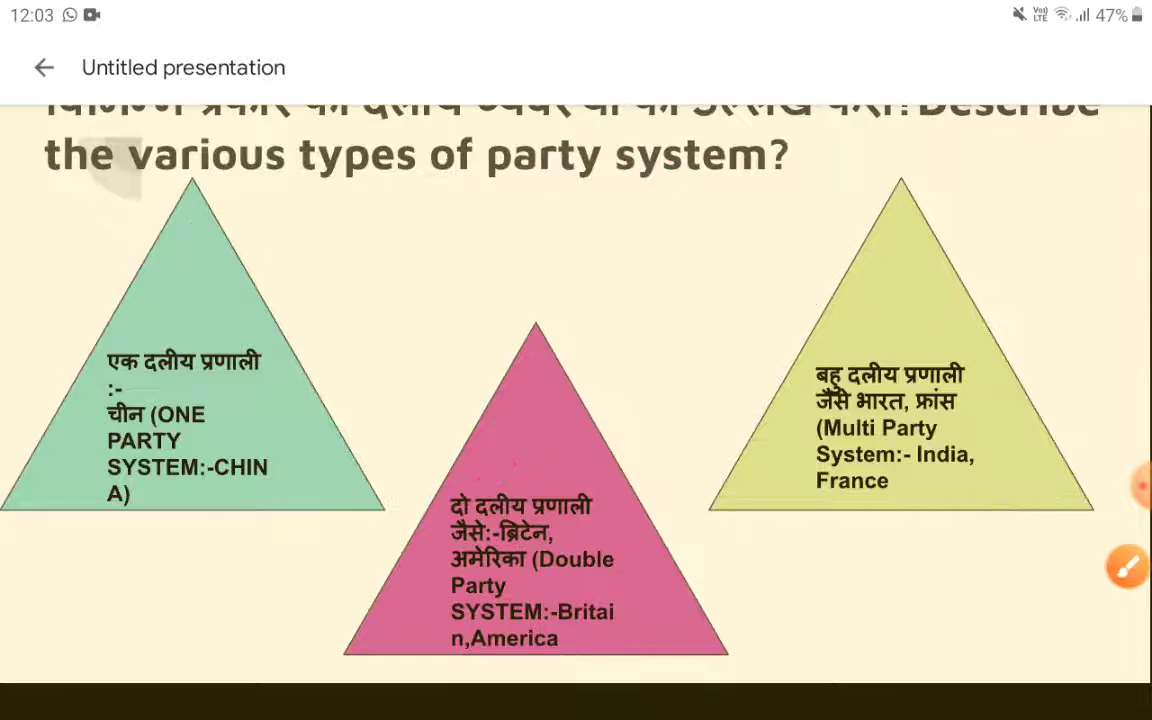 12:03
47%
Untitled presentation
the various types of party system?
एक दलीय प्रणाली
:-
चीन (ONE
PARTY
SYSTEM:-CHIN
A)
दो दलीय प्रणाली
जैसे:-ब्रिटेन,
अमेरिका (Double
Party
SYSTEM:-Britai
n,America
बहु दलीय प्रणाली
जैसे भारत, फ्रांस
(Multi Party
System:- India,
France